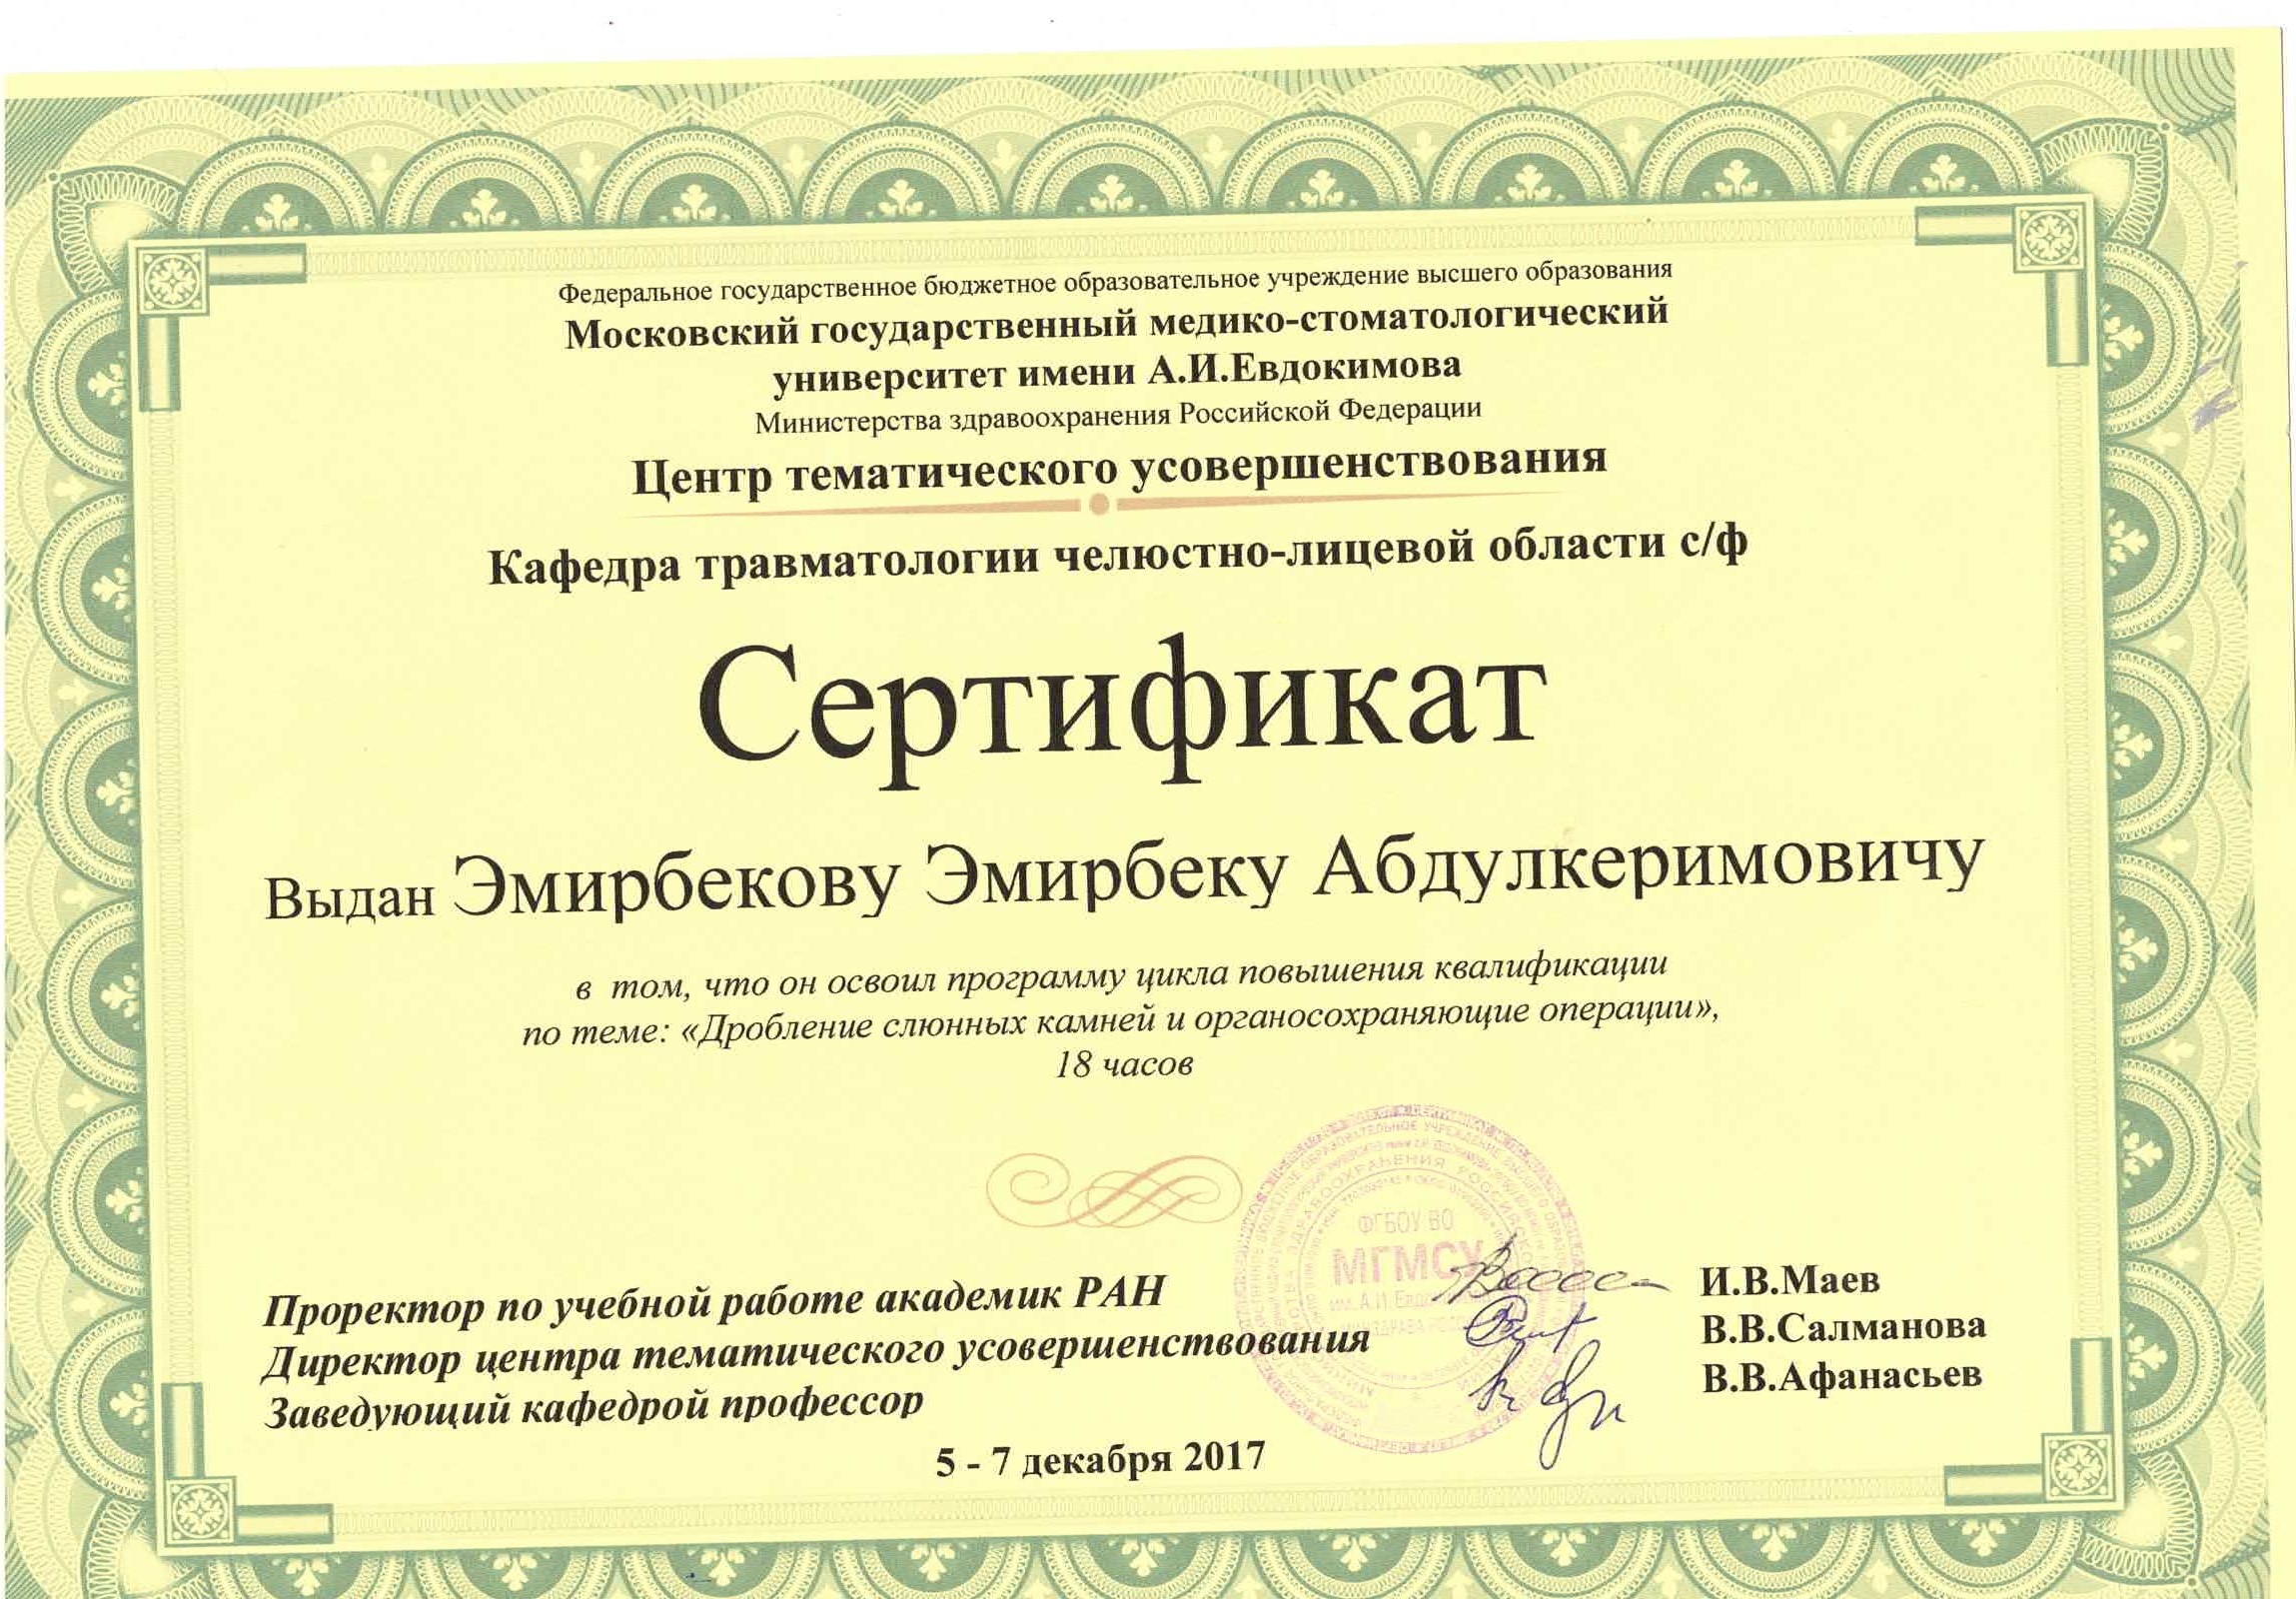 Федеральное государственное бюджетное образовательное учреждение высшего образования
Московский государственный медико-стоматологический
университет имени А.И.Евдокимова
Министерства здравоохранения Российской Федерации
Центр тематического усовершенствования
Кафедра травматологии челюстно-лицевой области с/ф
Сертификат
Выдан Эмирбекову Эмирбеку Абдулкеримовичу
в том, что он освоил программу цикла повышения квалификации
по теме: «Дробление слюнных камней и органосохраняющие операции»,
18 часов
ФГБОУ ВО
МГМСУ
им. А.И. Евдокимова
Проректор по учебной работе академик РАН И.В.Маев
Директор центра тематического усовершенствования В.В.Салманова
Заведующий кафедрой профессор В.В.Афанасьев
5 - 7 декабря 2017